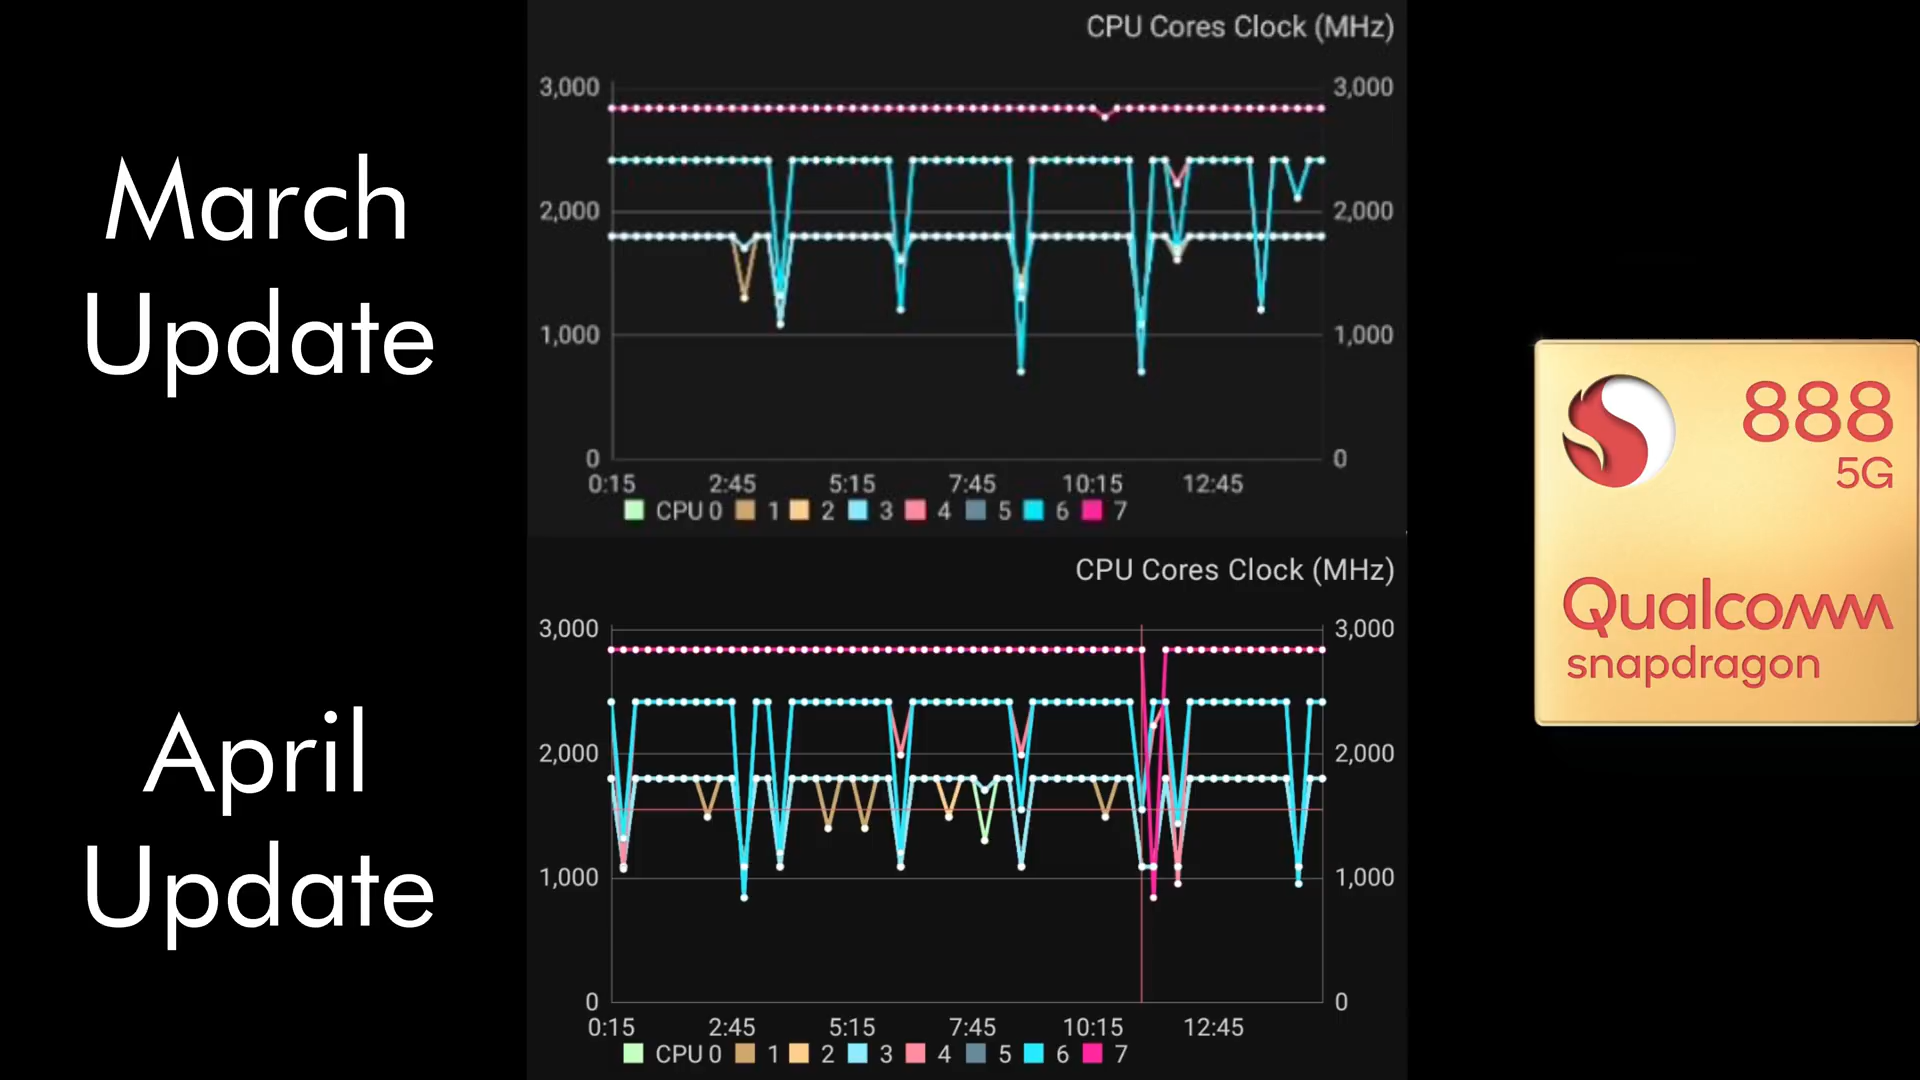 March
Update
CPU Cores Clock (MHz)
3,000 3,000
2,000 2,000
1,000 1,000
0 0
0:15 2:45 5:15 7:45 10:15 12:45
CPU 0 1 2 3 4 5 6 7
888
5G
Qualcomm
snapdragon
April
Update
CPU Cores Clock (MHz)
3,000 3,000
2,000 2,000
1,000 1,000
0 0
0:15 2:45 5:15 7:45 10:15 12:45
CPU 0 1 2 3 4 5 6 7